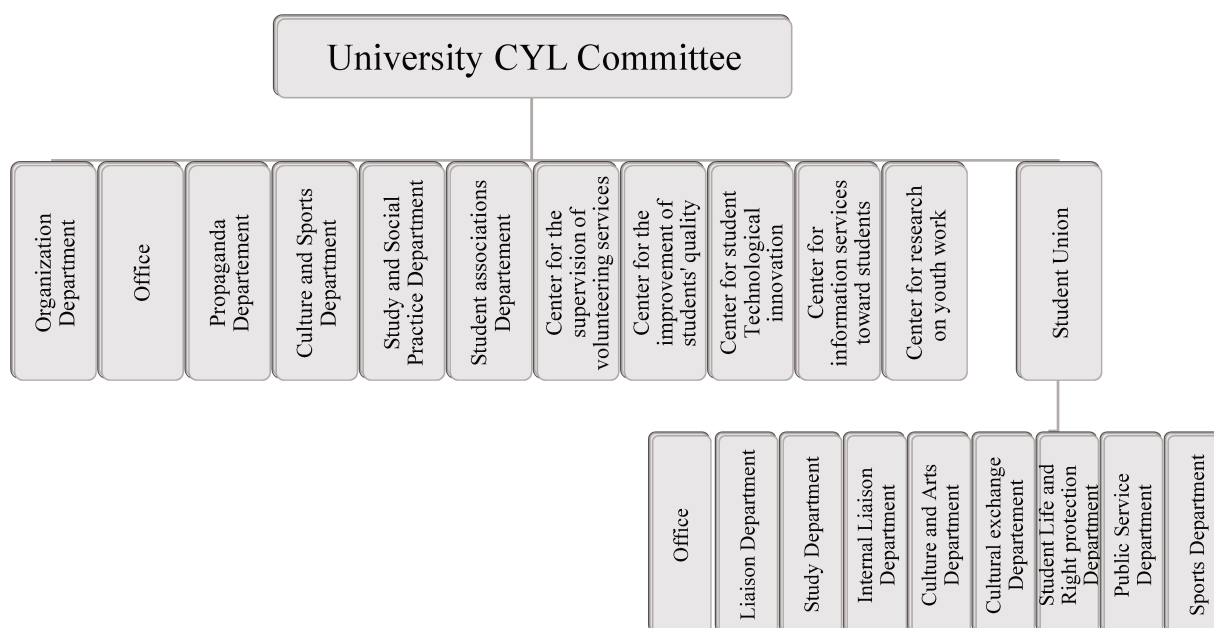 University CYL Committee
Organization
Department
Office
Propaganda
Departement
Culture and Sports
Department
Study and Social
Practice Department
Student associations
Departement
Center for the
supervision of
volunteering services
Center for the
improvement of
students' quality
Center for student
Technological
innovation
Center for
information services
toward students
Center for research
on youth work
Student Union
Office
Liaison Department
Study Department
Internal Liaison
Department
Culture and Arts
Department
Cultural exchange
Departement
Student Life and
Right protection
Department
Public Service
Department
Sports Department